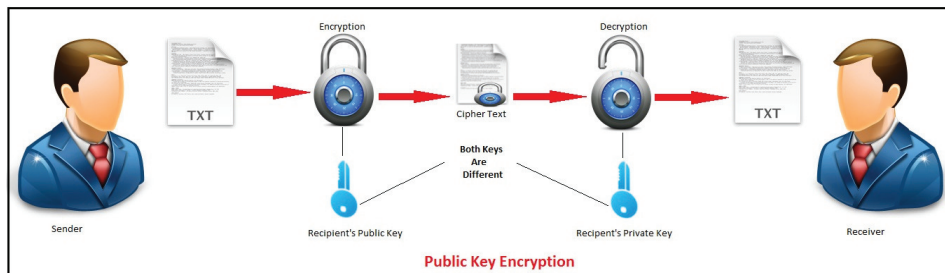 Encryption
Decryption
TXT
Cipher Text
TXT
Both Keys
Are
Different
Sender
Recipient's Public Key
Recipent's Private Key
Receiver
Public Key Encryption